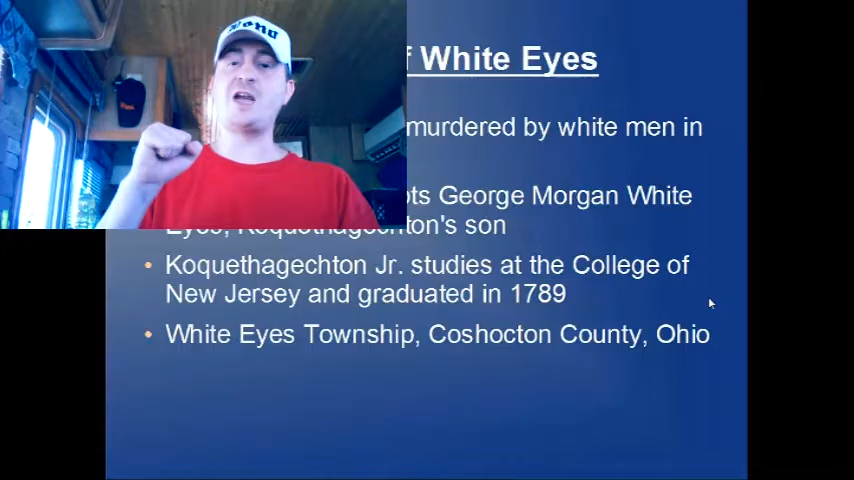 f White Eyes
murdered by white men in
ts George Morgan White
Eyes, Koquethagechton's son
• Koquethagechton Jr. studies at the College of
New Jersey and graduated in 1789
• White Eyes Township, Coshocton County, Ohio